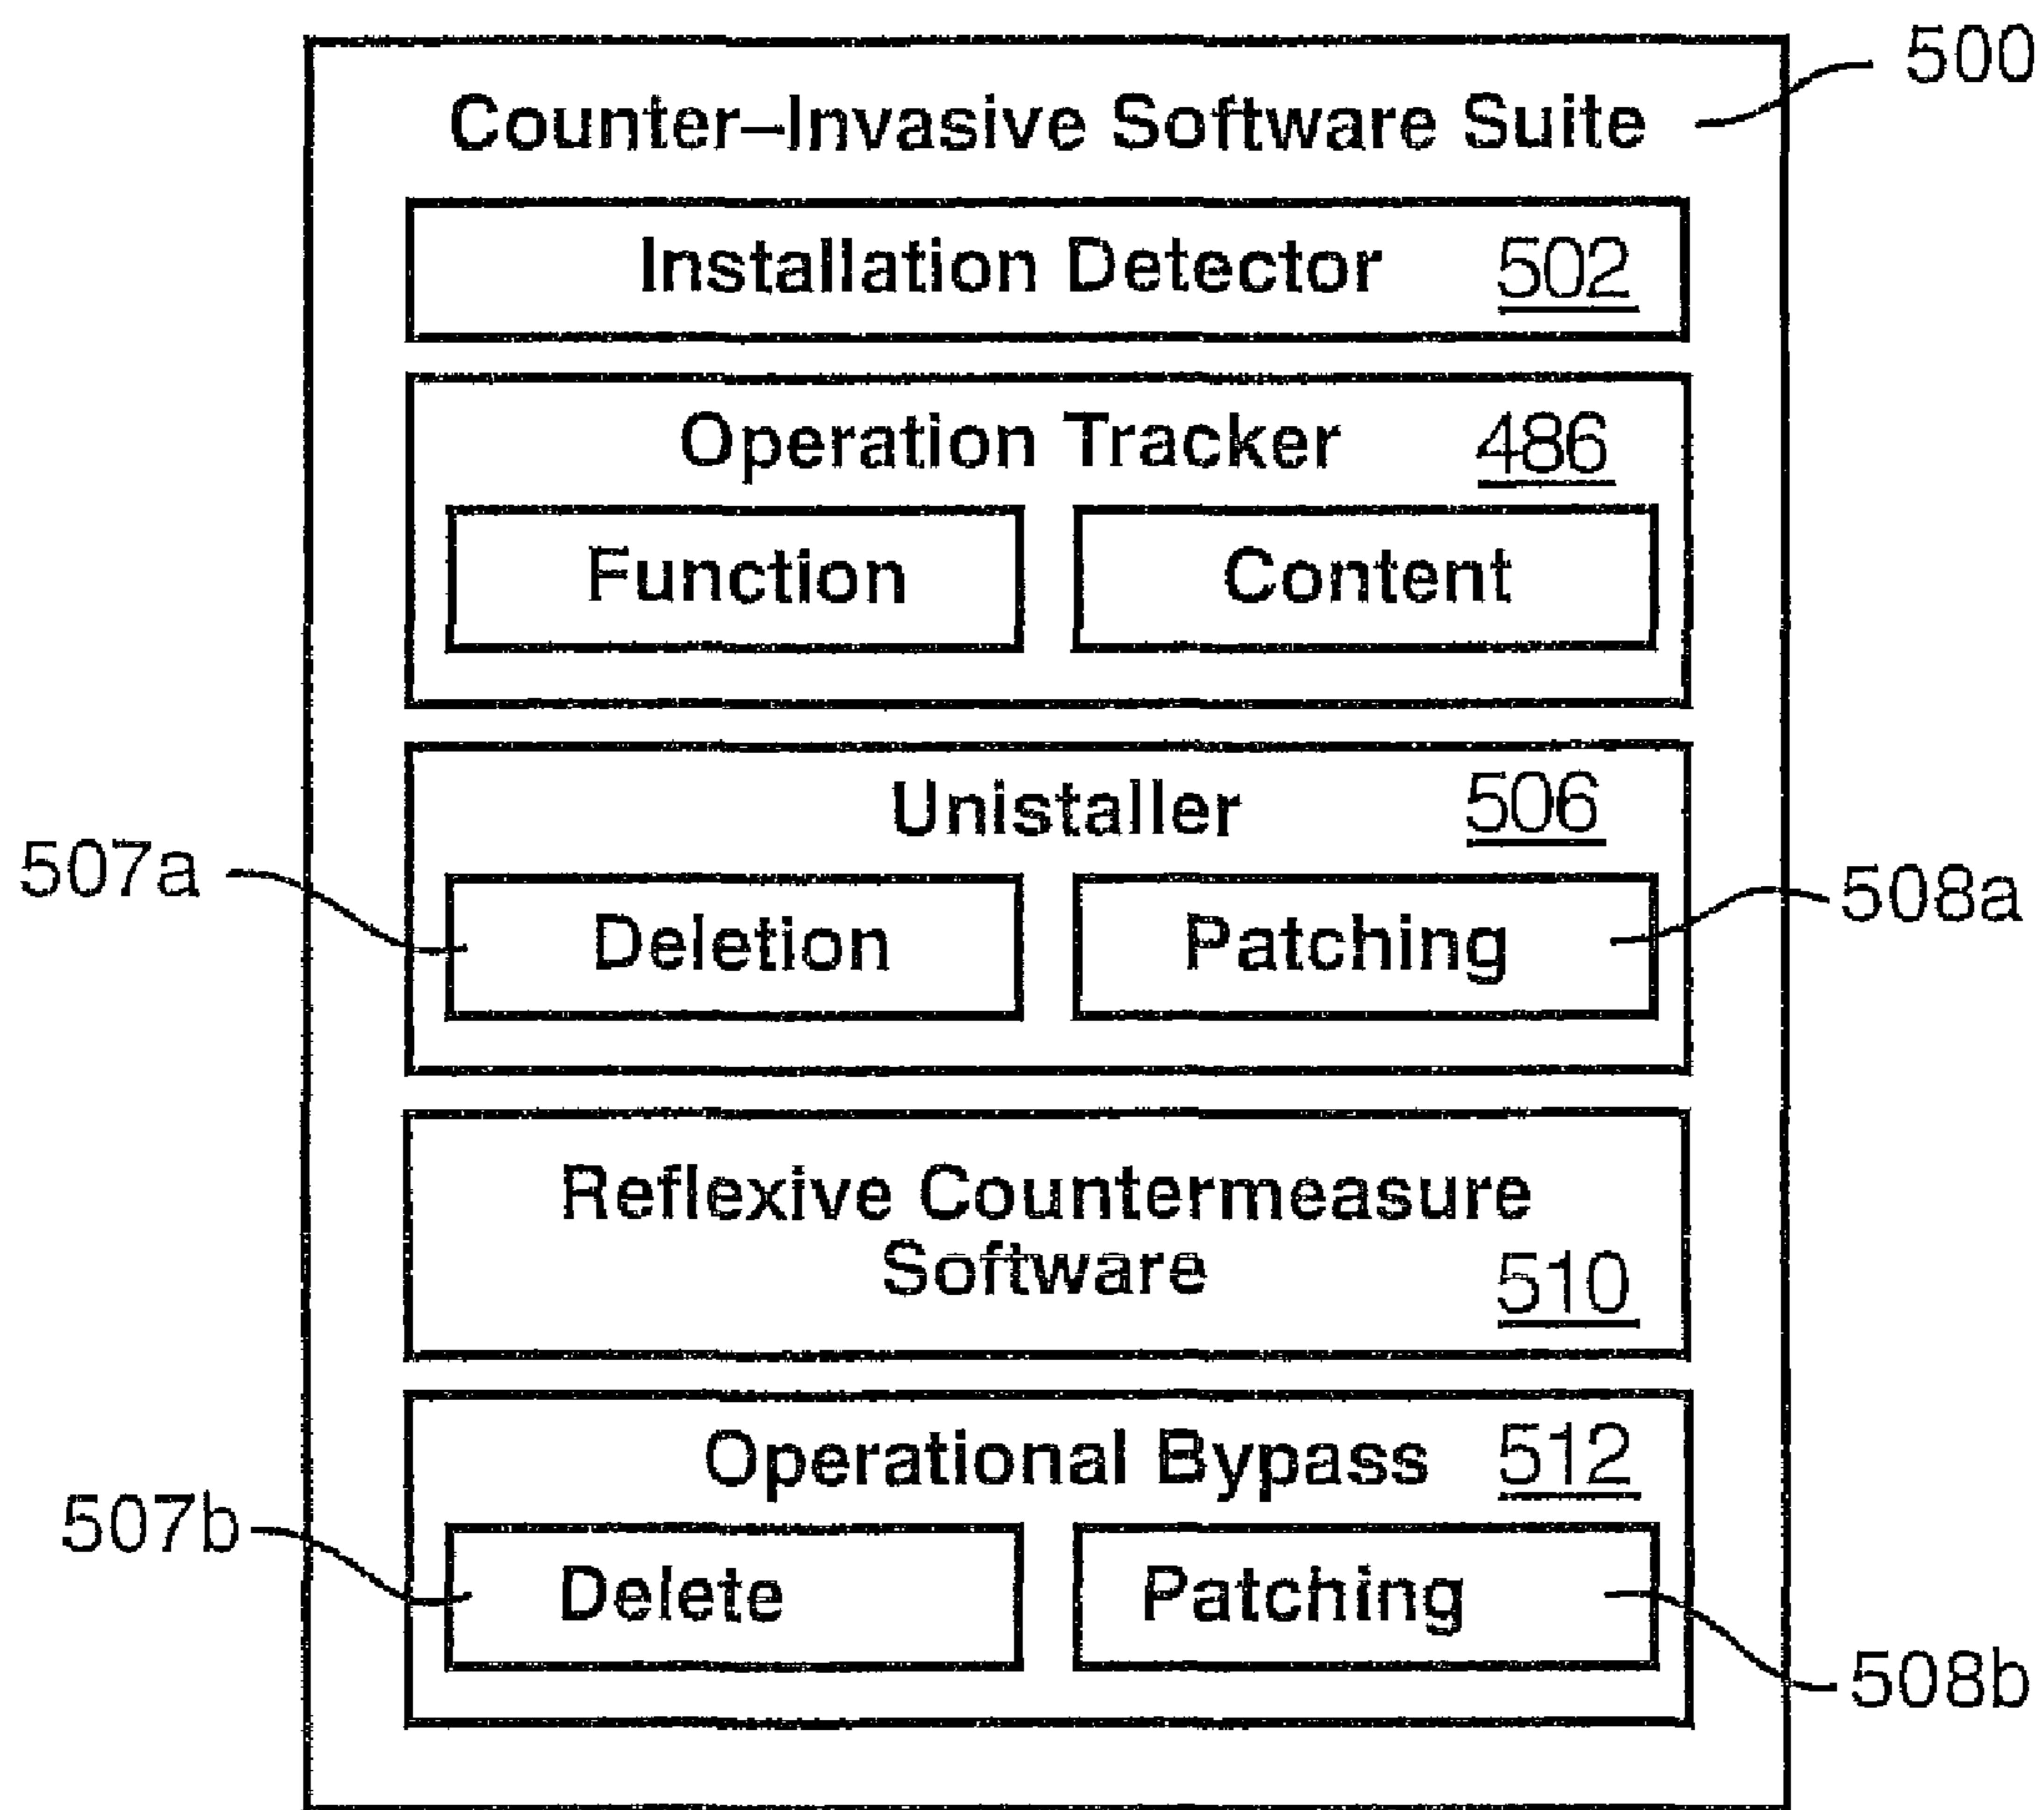 500
Counter–Invasive Software Suite
Installation Detector 502
Operation Tracker 486
Function Content
Unistaller 506
507a
508a
Deletion Patching
Reflexive Countermeasure
Software
510
Operational Bypass 512
507b
Delete Patching
508b